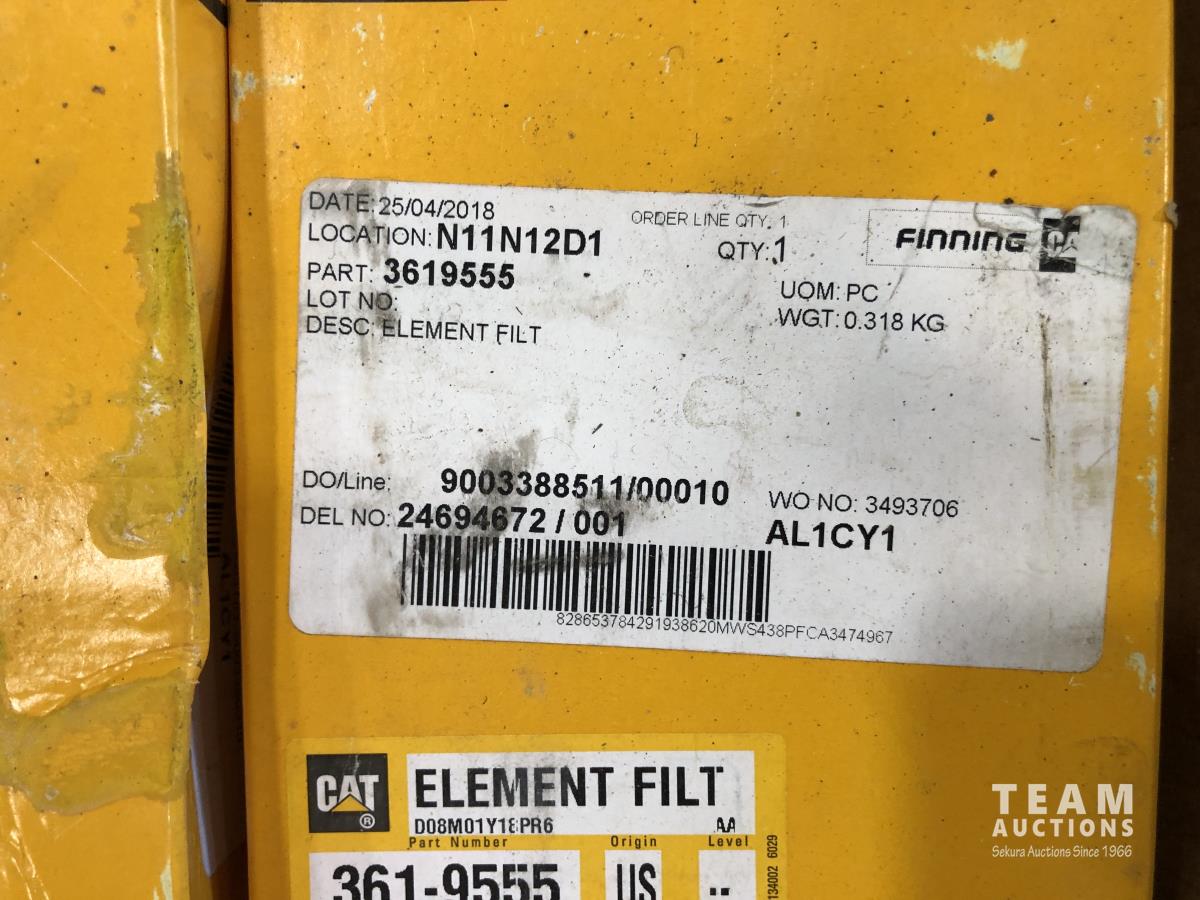 DATE: 25/04/2018
ORDER LINE QTY: 1
LOCATION: N11N12D1
QTY: 1
FINNING CAT
PART: 3619555
UOM: PC
LOT NO:
WGT: 0.318 KG
DESC: ELEMENT FILT
DO/Line: 9003388511/00010
WO NO: 3493706
DEL NO: 24694672 / 001
AL1CY1
828653784291938620MWS438PFCA3474967
CAT ®
ELEMENT FILT
D08M01Y18PR6 AA
Part Number Origin Level
361-9555 US --
134002 6029
TEAM
AUCTIONS
Sekura Auctions Since 1966